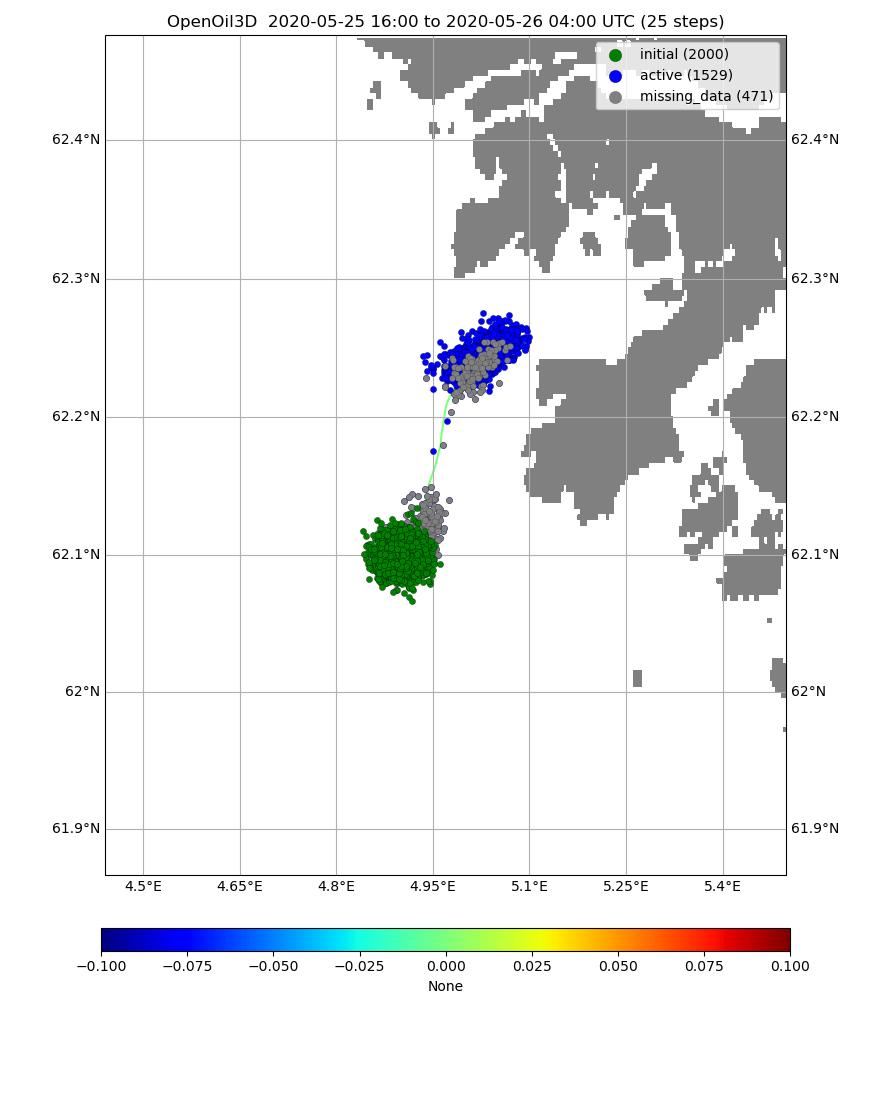 OpenOil3D  2020-05-25 16:00 to 2020-05-26 04:00 UTC (25 steps)
initial (2000)
active (1529)
missing_data (471)
62.4°N 62.4°N
62.3°N 62.3°N
62.2°N 62.2°N
62.1°N 62.1°N
62°N 62°N
61.9°N 61.9°N
4.5°E 4.65°E 4.8°E 4.95°E 5.1°E 5.25°E 5.4°E
−0.100 −0.075 −0.050 −0.025 0.000 0.025 0.050 0.075 0.100
None